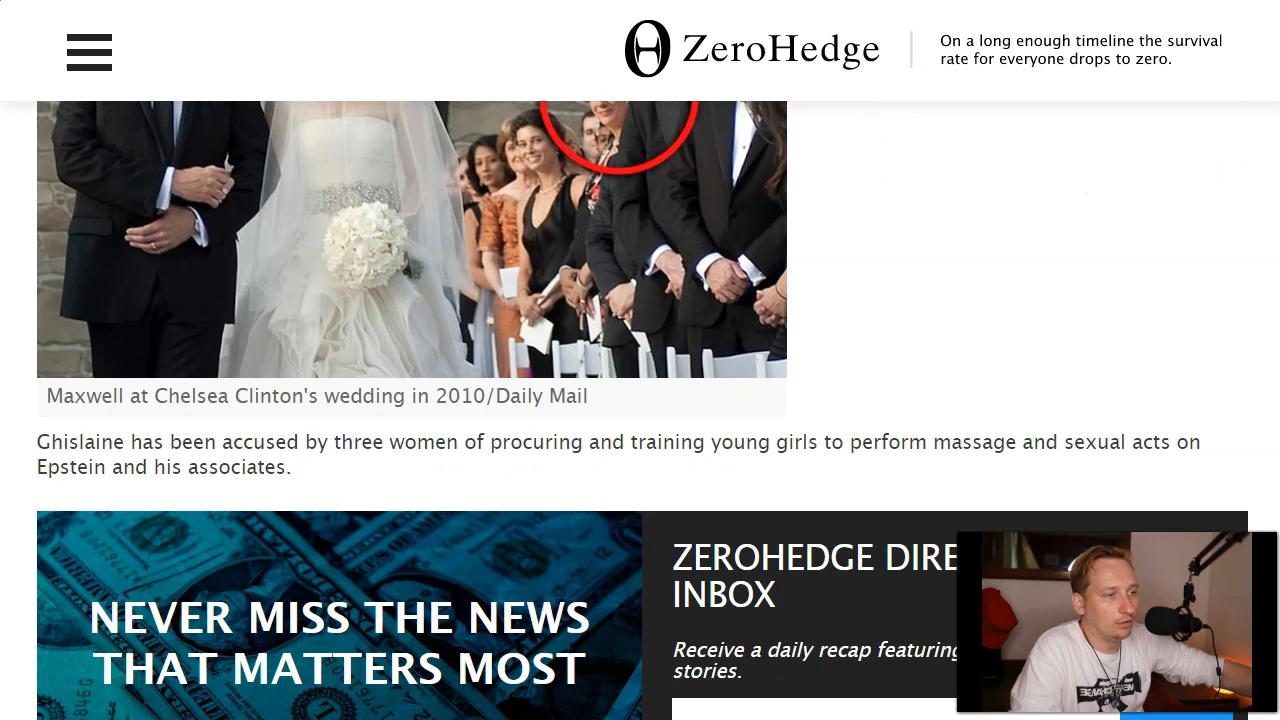 ZeroHedge
On a long enough timeline the survival
rate for everyone drops to zero.
Maxwell at Chelsea Clinton's wedding in 2010/Daily Mail
Ghislaine has been accused by three women of procuring and training young girls to perform massage and sexual acts on
Epstein and his associates.
NEVER MISS THE NEWS
THAT MATTERS MOST
ZEROHEDGE DIRE
INBOX
Receive a daily recap featuring
stories.